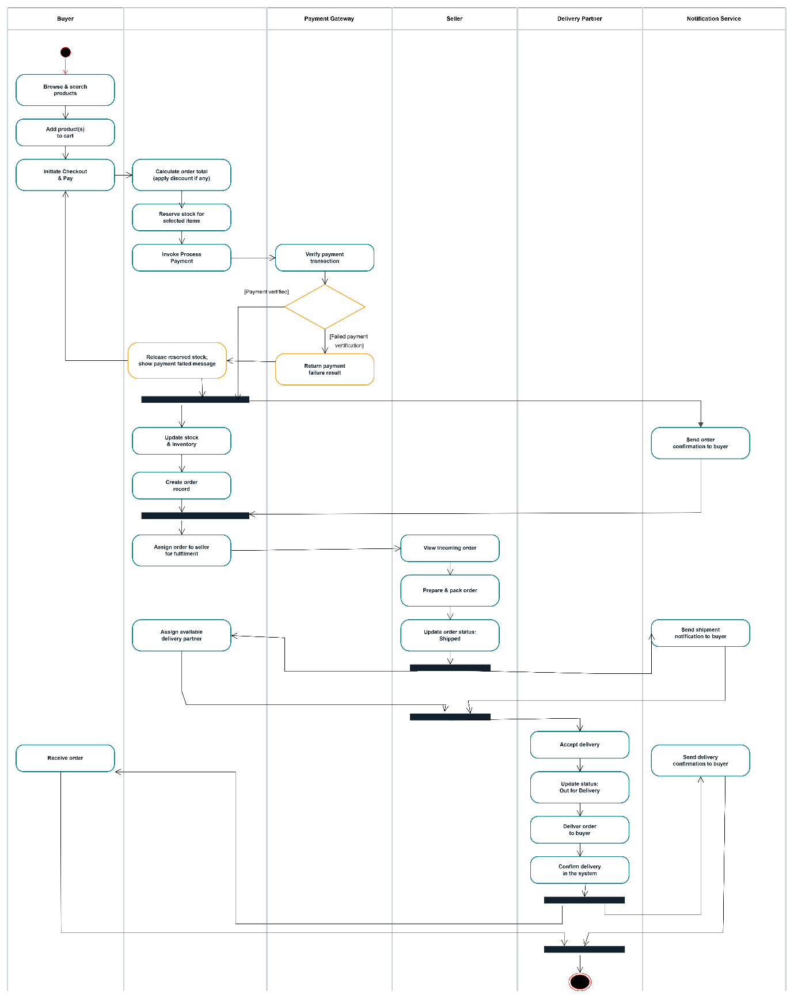 Buyer
Payment Gateway
Seller
Delivery Partner
Notification Service
Browse & search
products
Add product(s)
to cart
Initiate Checkout
& Pay
Calculate order total
(apply discount if any)
Reserve stock for
selected items
Invoke Process
Payment
Verify payment
transaction
[Payment vertified]
[Failed payment
vertification]
Release reserved stock;
show payment failed message
Return payment
failure result
Update stock
& inventory
Send order
confirmation to buyer
Create order
record
Assign order to seller
for fulfilment
View incoming order
Prepare & pack order
Assign available
delivery partner
Update order status:
Shipped
Send shipment
notification to buyer
Accept delivery
Receive order
Send delivery
confirmation to buyer
Update status:
Out for Delivery
Deliver order
to buyer
Confirm delivery
in the system